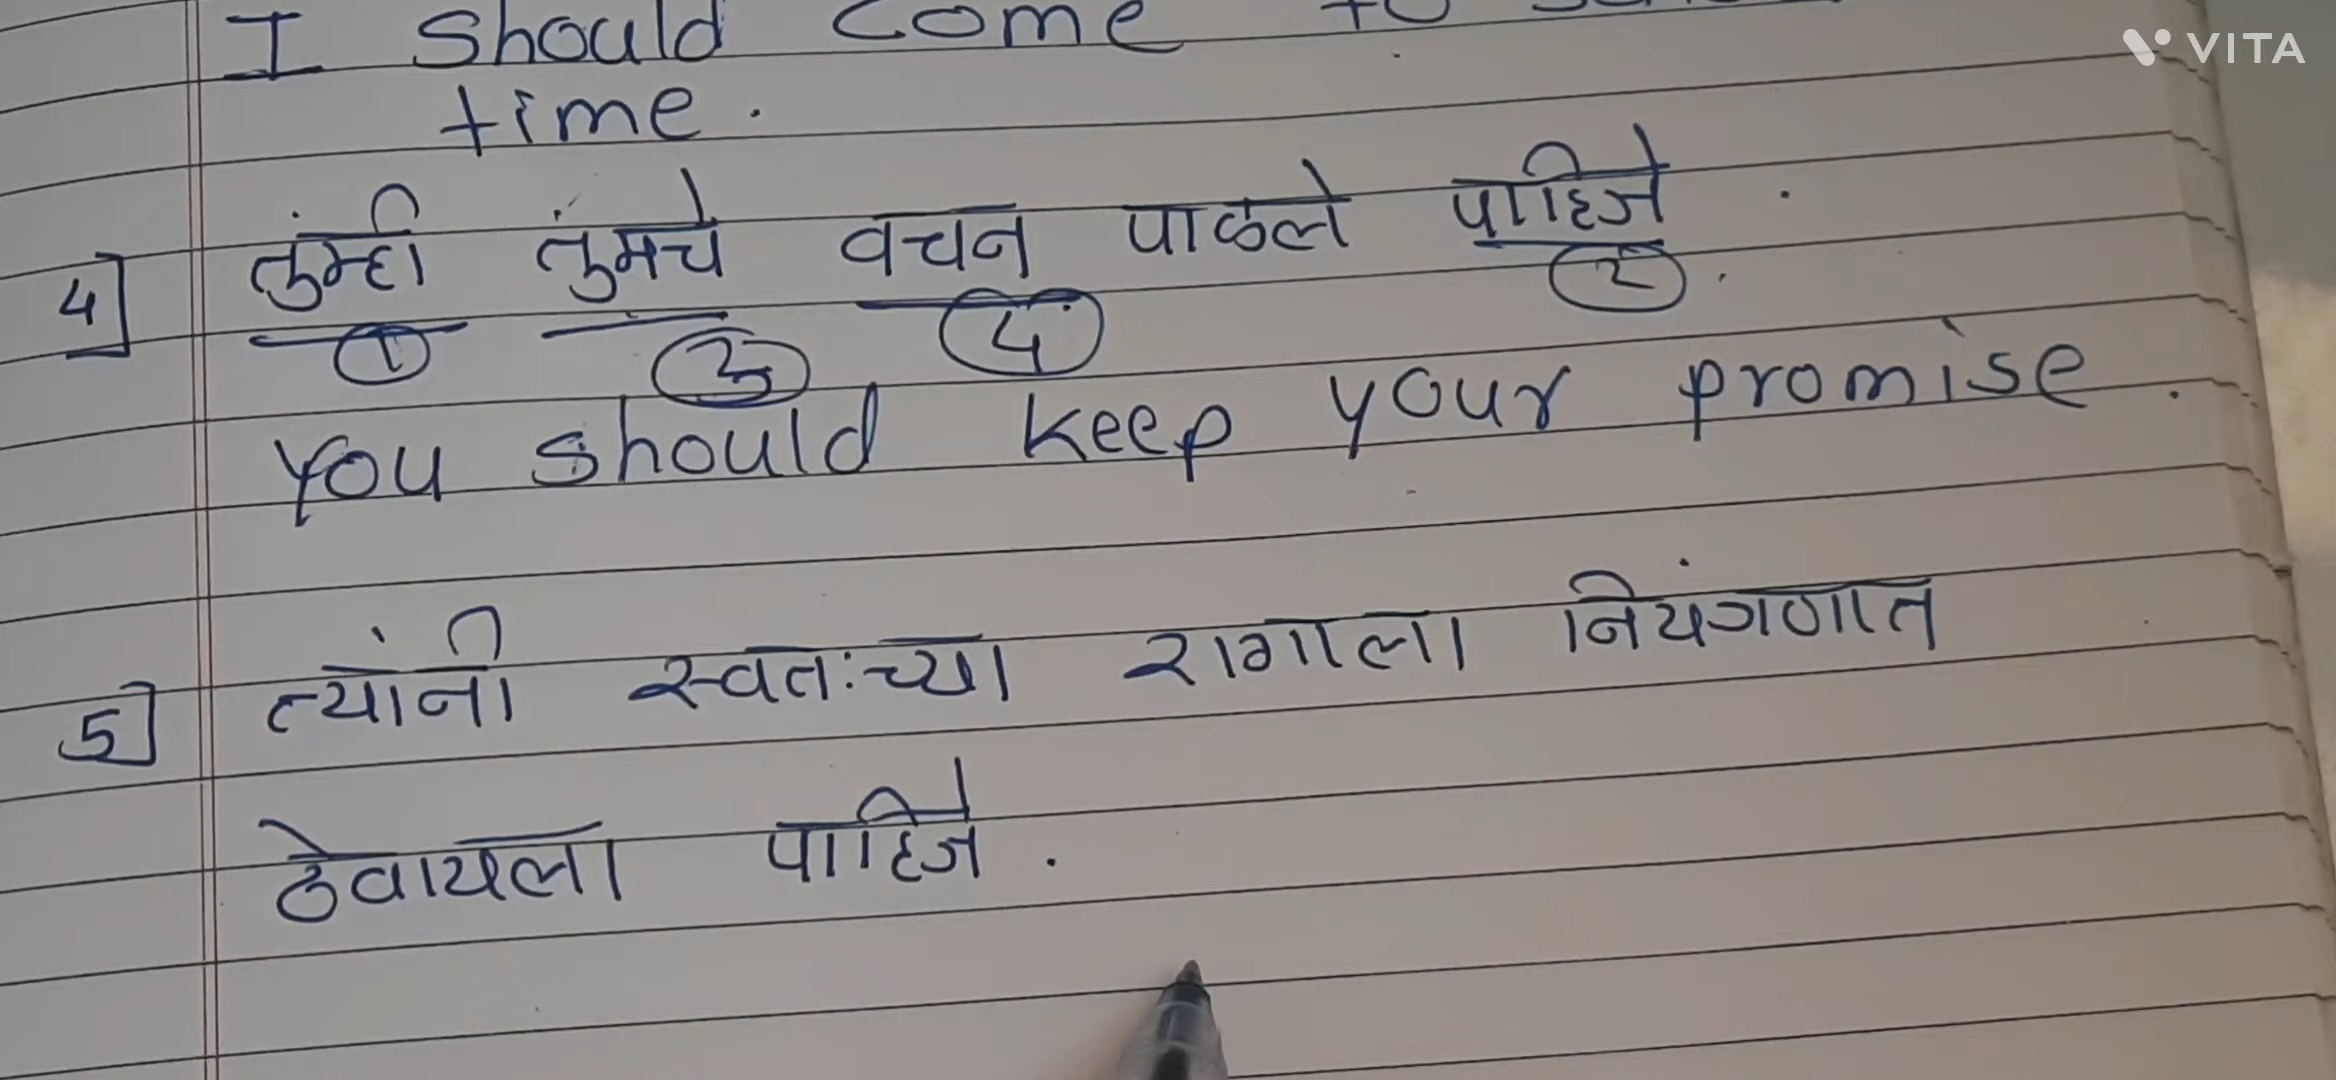 I should come to
time.
VITA
4] तुंम्ही तुंमचे वचन पाळले पाहिजे .
1 3 4 2 .
you should keep your promise .
5] त्यांनी स्वतःच्या रागाला नियंगणात
ठेवायला पाहिजे .